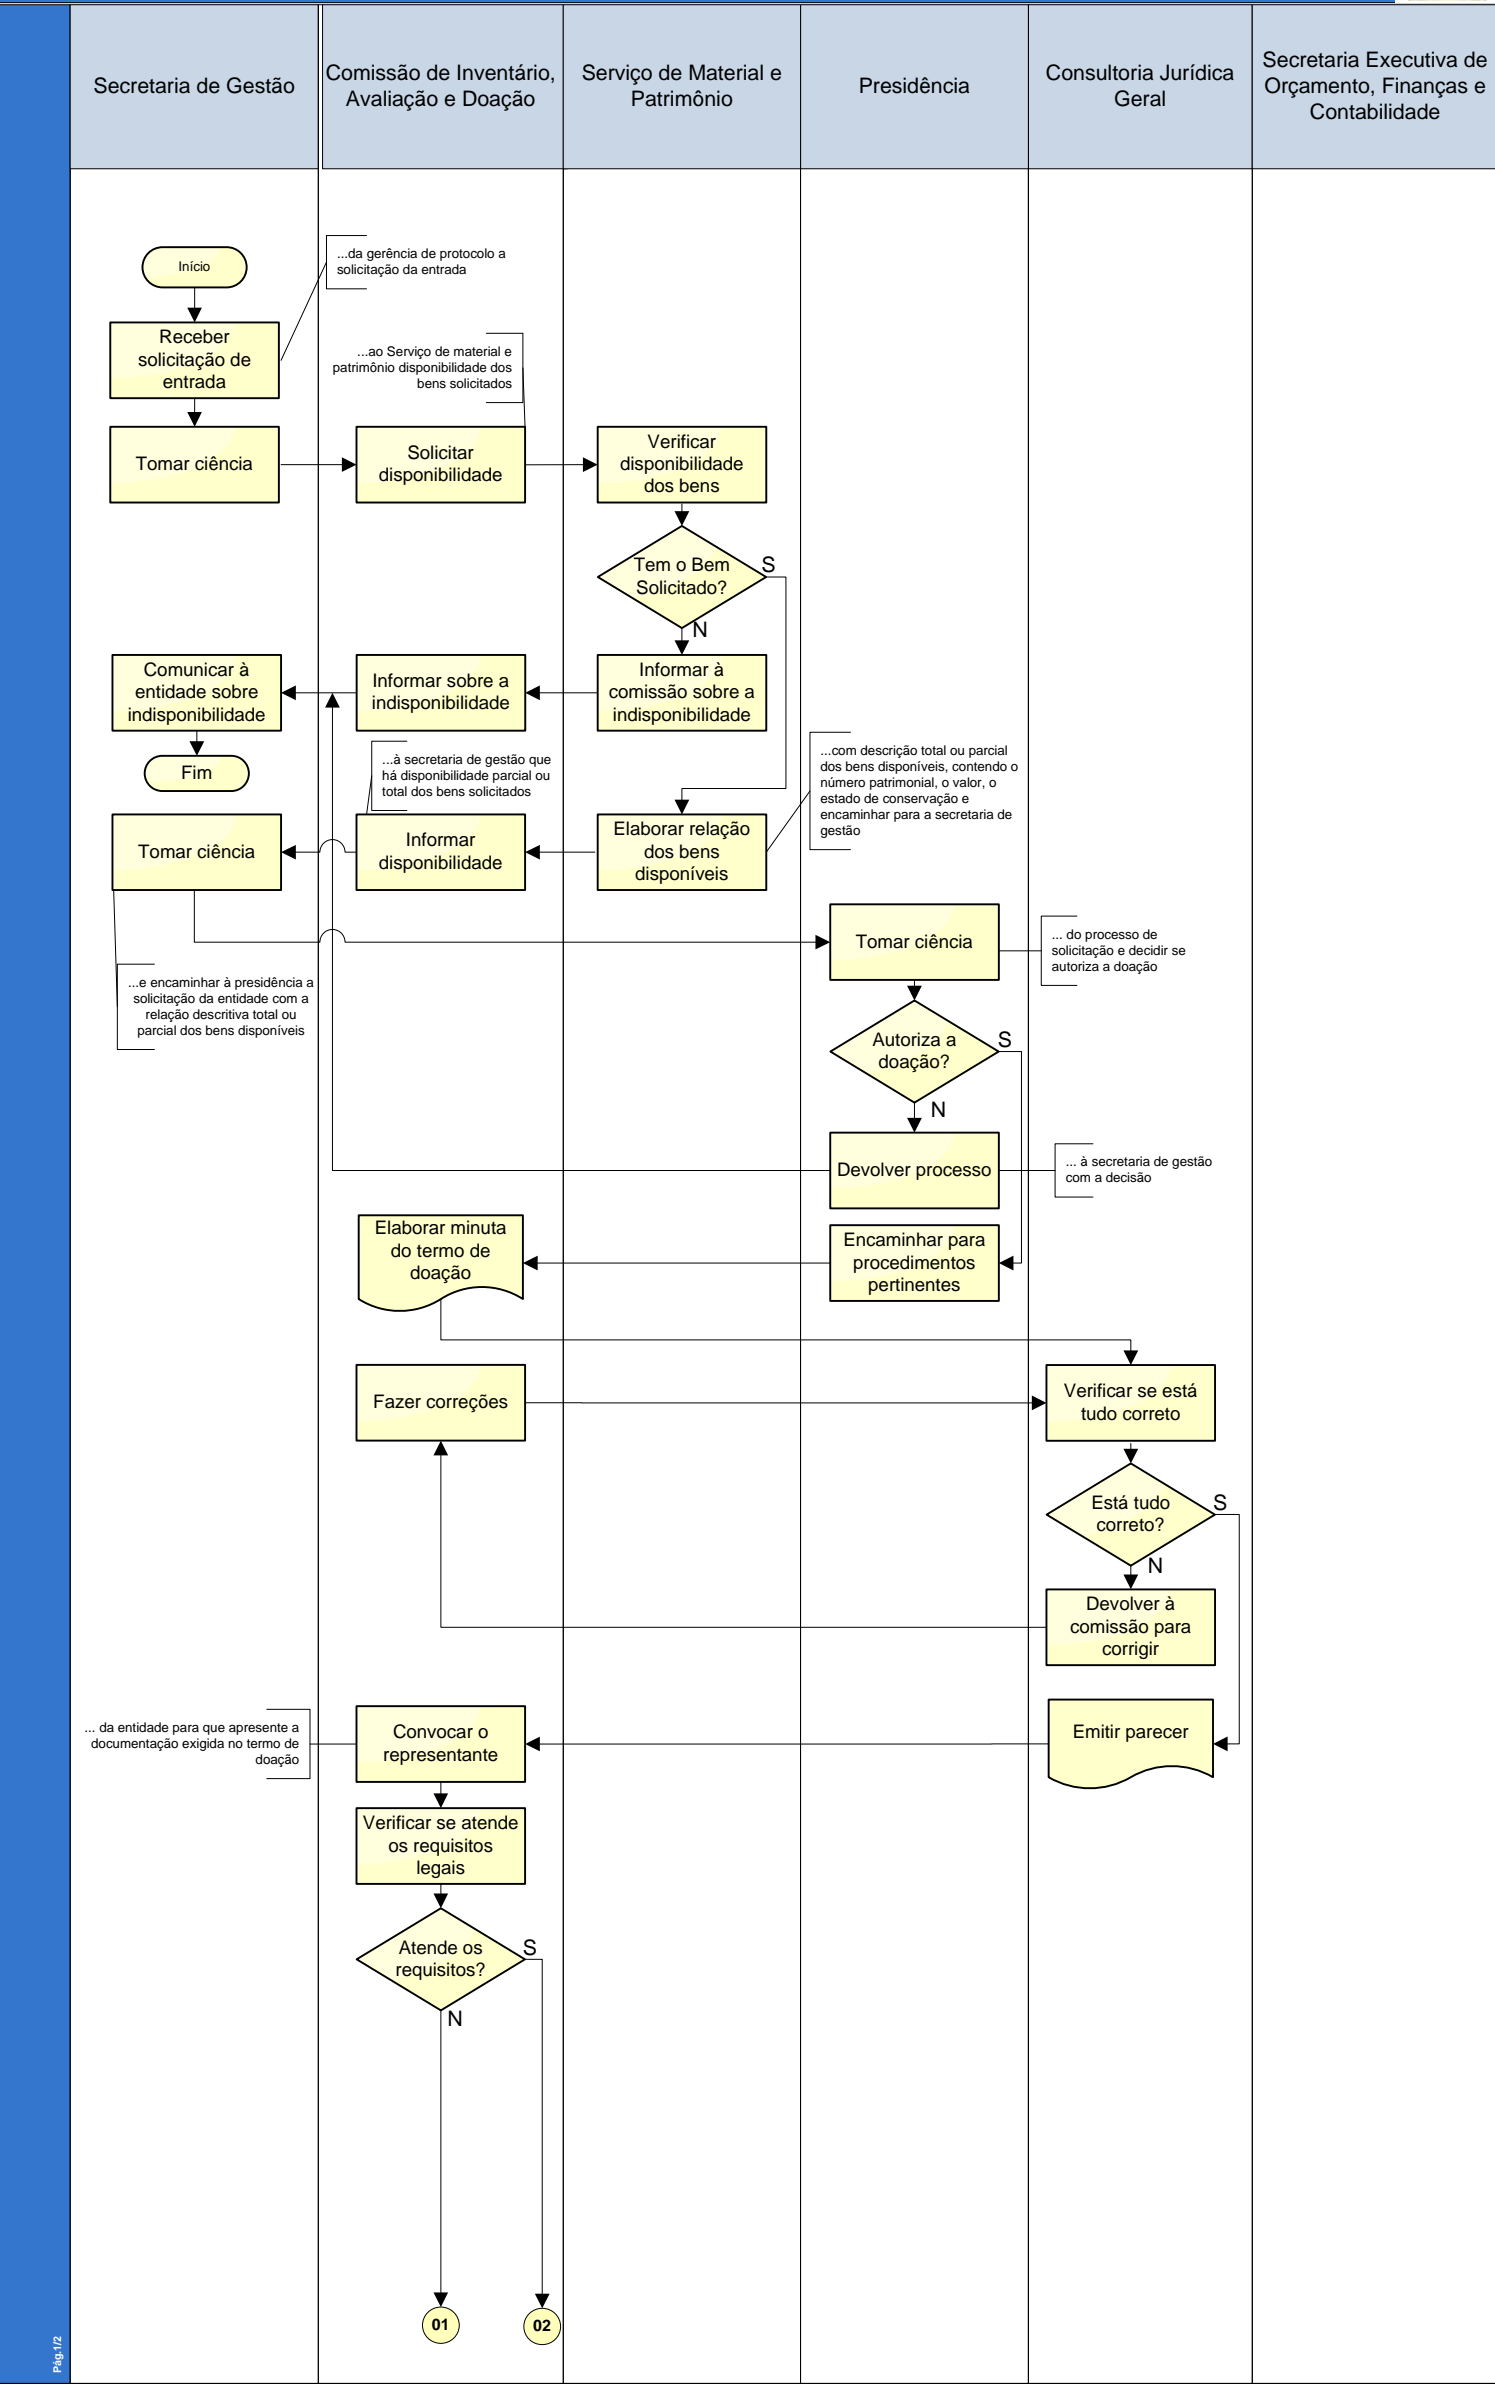 Secretaria de Gestão
Comissão de Inventário,
Avaliação e Doação
Serviço de Material e
Patrimônio
Presidência
Consultoria Jurídica
Geral
Secretaria Executiva de
Orçamento, Finanças e
Contabilidade
Início
...da gerência de protocolo a
solicitação da entrada
Receber
solicitação de
entrada
...ao Serviço de material e
patrimônio disponibilidade dos
bens solicitados
Tomar ciência
Solicitar
disponibilidade
Verificar
disponibilidade
dos bens
Tem o Bem
Solicitado?
S
N
Comunicar à
entidade sobre
indisponibilidade
Informar sobre a
indisponibilidade
Informar à
comissão sobre a
indisponibilidade
Fim
...à secretaria de gestão que
há disponibilidade parcial ou
total dos bens solicitados
...com descrição total ou parcial
dos bens disponíveis, contendo o
número patrimonial, o valor, o
estado de conservação e
encaminhar para a secretaria de
gestão
Tomar ciência
Informar
disponibilidade
Elaborar relação
dos bens
disponíveis
Tomar ciência
... do processo de
solicitação e decidir se
autoriza a doação
...e encaminhar à presidência a
solicitação da entidade com a
relação descritiva total ou
parcial dos bens disponíveis
Autoriza a
doação?
S
N
Devolver processo
... à secretaria de gestão
com a decisão
Elaborar minuta
do termo de
doação
Encaminhar para
procedimentos
pertinentes
Fazer correções
Verificar se está
tudo correto
Está tudo
correto?
S
N
Devolver à
comissão para
corrigir
... da entidade para que apresente a
documentação exigida no termo de
doação
Convocar o
representante
Emitir parecer
Verificar se atende
os requisitos
legais
Atende os
requisitos?
S
N
01
02
Pág.1/2